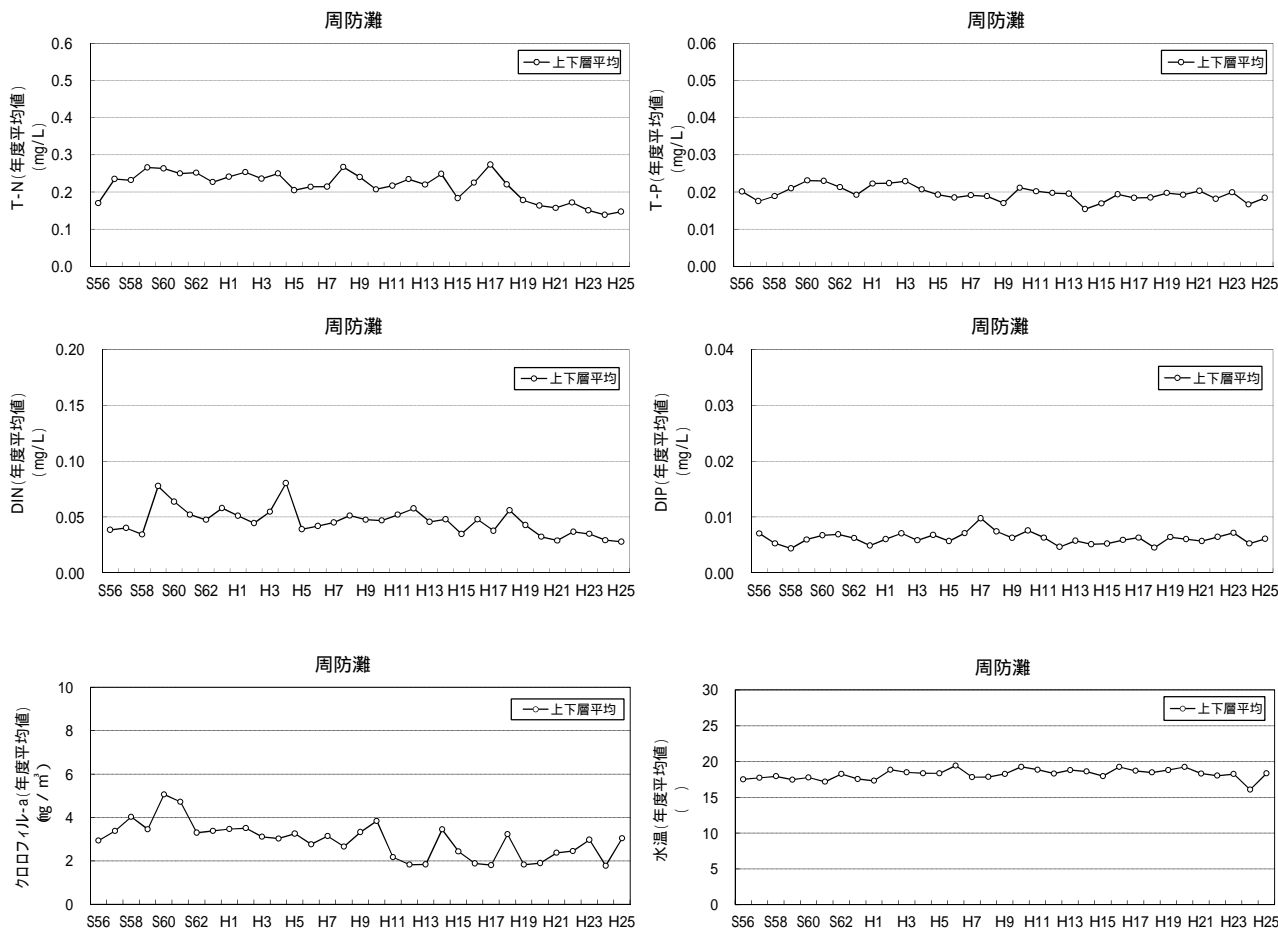 周防灘
T-N(年度平均値)
(mg/L)
0.6
0.5
0.4
0.3
0.2
0.1
0.0
上下層平均
S56 S58 S60 S62 H1 H3 H5 H7 H9 H11 H13 H15 H17 H19 H21 H23 H25
周防灘
T-P(年度平均値)
(mg/L)
0.06
0.05
0.04
0.03
0.02
0.01
0.00
上下層平均
S56 S58 S60 S62 H1 H3 H5 H7 H9 H11 H13 H15 H17 H19 H21 H23 H25
周防灘
DIN(年度平均値)
(mg/L)
0.20
0.15
0.10
0.05
0.00
上下層平均
S56 S58 S60 S62 H1 H3 H5 H7 H9 H11 H13 H15 H17 H19 H21 H23 H25
周防灘
DIP(年度平均値)
(mg/L)
0.04
0.03
0.02
0.01
0.00
上下層平均
S56 S58 S60 S62 H1 H3 H5 H7 H9 H11 H13 H15 H17 H19 H21 H23 H25
周防灘
クロロフィル-a(年度平均値)
(mg/㎥)
10
8
6
4
2
0
上下層平均
S56 S58 S60 S62 H1 H3 H5 H7 H9 H11 H13 H15 H17 H19 H21 H23 H25
周防灘
水温(年度平均値)
( )
30
25
20
15
10
5
0
上下層平均
S56 S58 S60 S62 H1 H3 H5 H7 H9 H11 H13 H15 H17 H19 H21 H23 H25